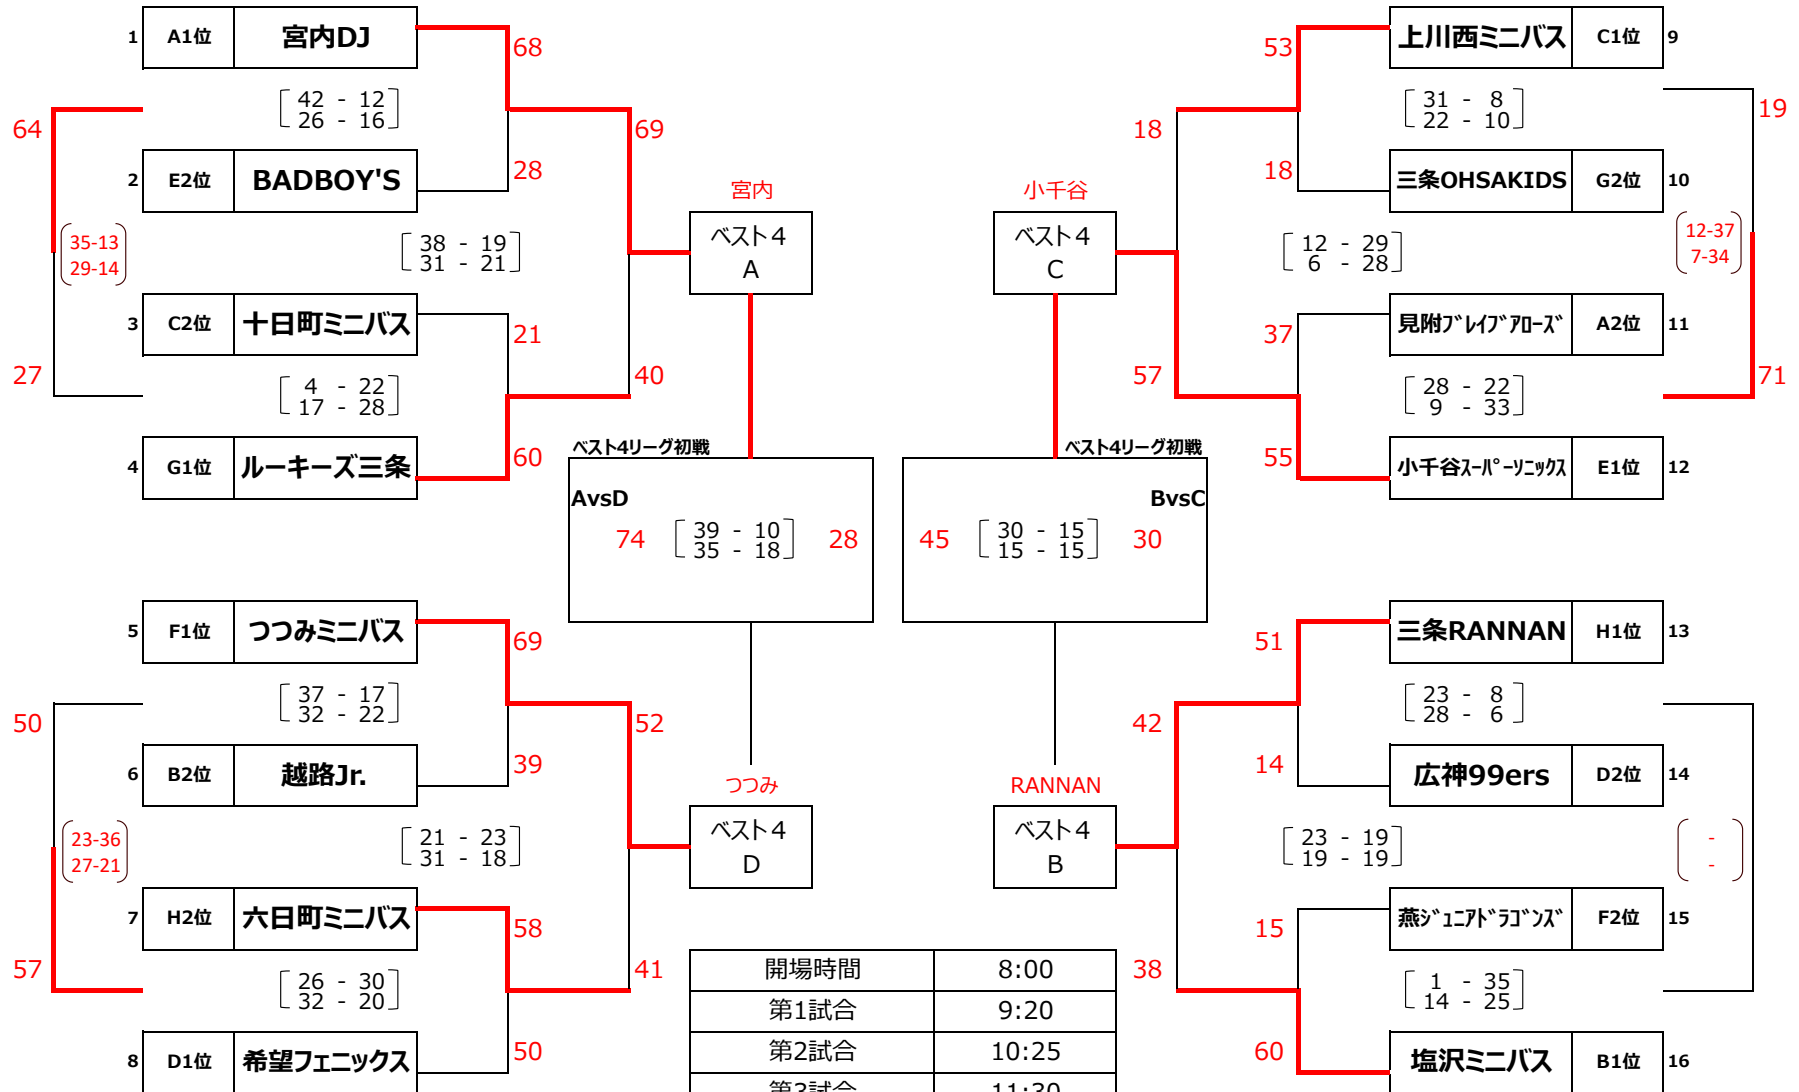 1 A1位 宮内DJ 68 53 上川西ミニバス C1位 9
[42 - 12] [31 - 8]
[26 - 16] [22 - 10]
64 69 18 19
2 E2位 BADBOY'S 28 18 三条OHSAKIDS G2位 10
宮内 小千谷
35-13 [38 - 19] ベスト4 ベスト4 [12 - 29] 12-37
29-14 [31 - 21] A C [6 - 28] 7-34
3 C2位 十日町ミニバス 21 37 見附ブレイブアローズ A2位 11
27 40 57 71
[4 - 22] [28 - 22]
[17 - 28] [9 - 33]
ベスト4リーグ初戦 ベスト4リーグ初戦
4 G1位 ルーキーズ三条 60 55 小千谷スーパーソニックス E1位 12
AvsD BvsC
74 [39 - 10] 28 45 [30 - 15] 30
[35 - 18] [15 - 15]
5 F1位 つつみミニバス 69 51 三条RANNAN H1位 13
[37 - 17] [23 - 8]
[32 - 22] [28 - 6]
50 52 42
6 B2位 越路Jr. 39 14 広神99ers D2位 14
つつみ RANNAN
23-36 [21 - 23] ベスト4 ベスト4 [23 - 19] -
27-21 [31 - 18] D B [19 - 19] -
7 H2位 六日町ミニバス 58 15 燕ジュニアドラゴンズ F2位 15
57 41 開場時間 8:00 38
[26 - 30] [1 - 35]
[32 - 20] [14 - 25]
第1試合 9:20
第2試合 10:25
8 D1位 希望フェニックス 50 60 塩沢ミニバス B1位 16
第3試合 11:30